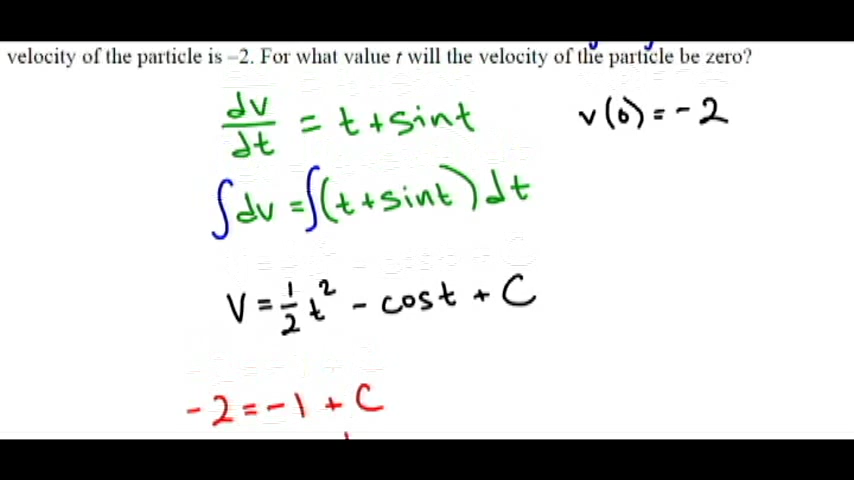 velocity of the particle is –2. For what value t will the velocity of the particle be zero?
dv/dt = t + sint
v(0) = -2
∫dv = ∫(t + sint)dt
V = 1/2 t² - cost + C
-2 = -1 + C